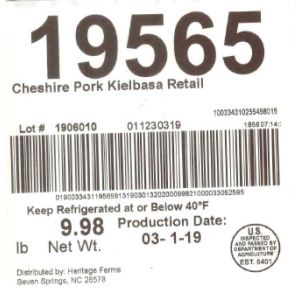 19565
Cheshire Pork Kielbasa Retail
100334310255458015
Lot # 1906010 011230319 1858 07:14::
Keep Refrigerated at or Below 40°F
9.98 Production Date:
lb Net Wt. 03- 1-19
U.S.
INSPECTED
AND PASSED BY
DEPARTMENT OF
AGRICULTURE
EST. 5401
Distributed by: Heritage Farms
Seven Springs, NC 28578